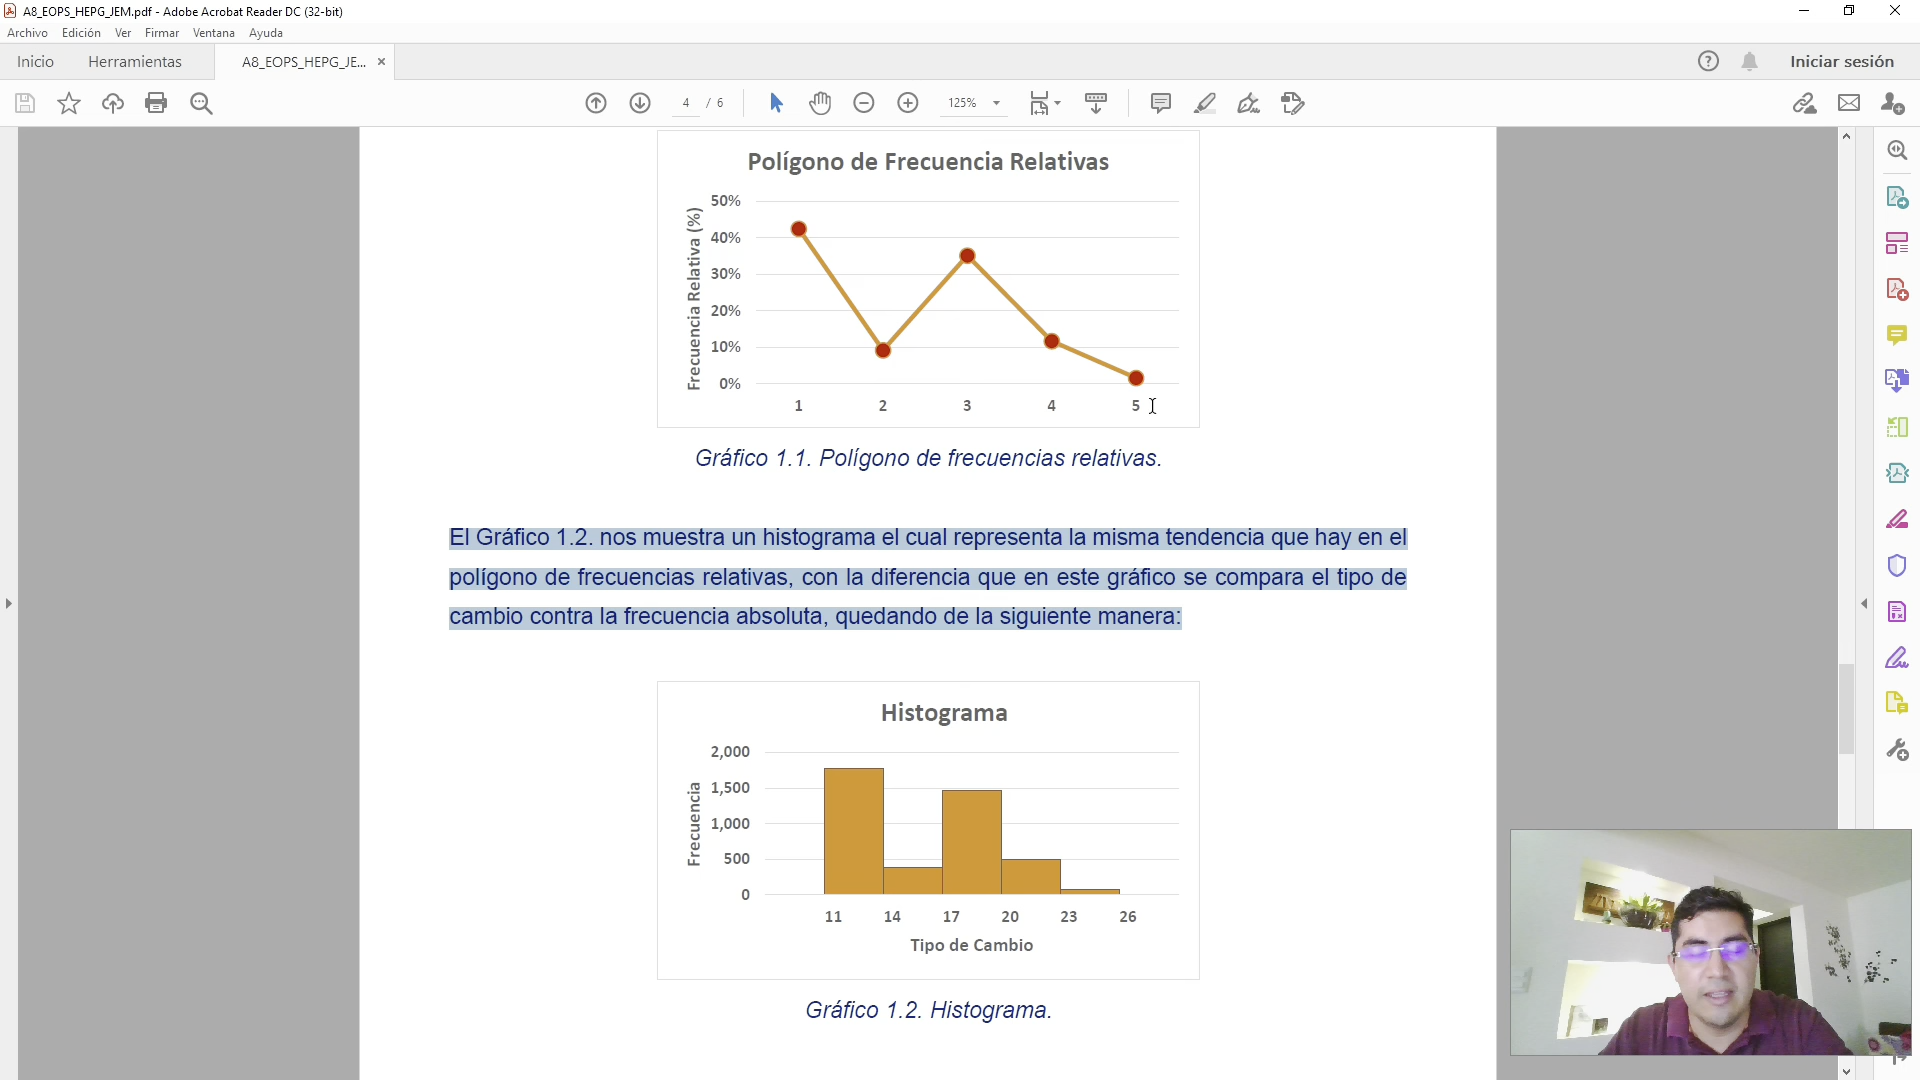 A8_EOPS_HEPG_JEM.pdf - Adobe Acrobat Reader DC (32-bit)
Archivo Edición Ver Firmar Ventana Ayuda
Inicio Herramientas A8_EOPS_HEPG_JE... × Iniciar sesión
4 / 6 125%
Polígono de Frecuencia Relativas
Frecuencia Relativa (%)
50%
40%
30%
20%
10%
0%
1 2 3 4 5
Gráfico 1.1. Polígono de frecuencias relativas.
El Gráfico 1.2. nos muestra un histograma el cual representa la misma tendencia que hay en el
polígono de frecuencias relativas, con la diferencia que en este gráfico se compara el tipo de
cambio contra la frecuencia absoluta, quedando de la siguiente manera:
Histograma
Frecuencia
2,000
1,500
1,000
500
0
11 14 17 20 23 26
Tipo de Cambio
Gráfico 1.2. Histograma.